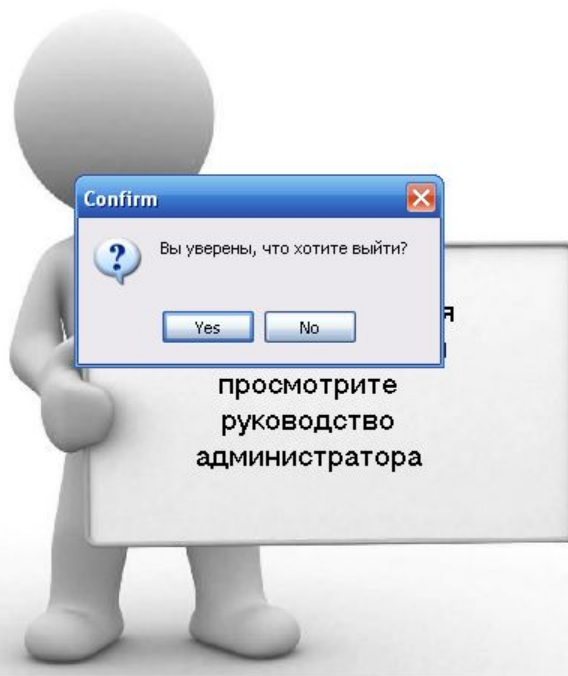 Confirm
Вы уверены, что хотите выйти?
Yes
No
просмотрите
руководство
администратора